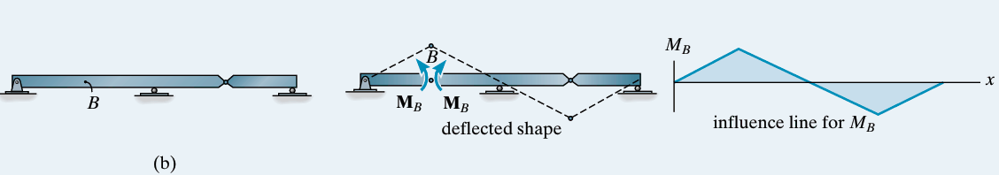 B
(b)
B
M_B M_B
deflected shape
M_B
x
influence line for M_B